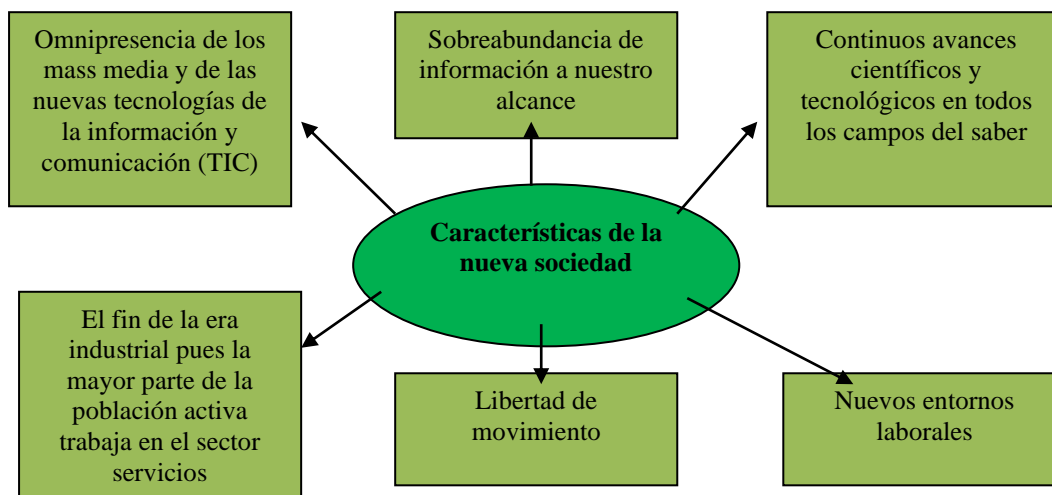 Omnipresencia de los
mass media y de las
nuevas tecnologías de
la información y
comunicación (TIC)
Sobreabundancia de
información a nuestro
alcance
Continuos avances
científicos y
tecnológicos en todos
los campos del saber
Características de la
nueva sociedad
El fin de la era
industrial pues la
mayor parte de la
población activa
trabaja en el sector
servicios
Libertad de
movimiento
Nuevos entornos
laborales